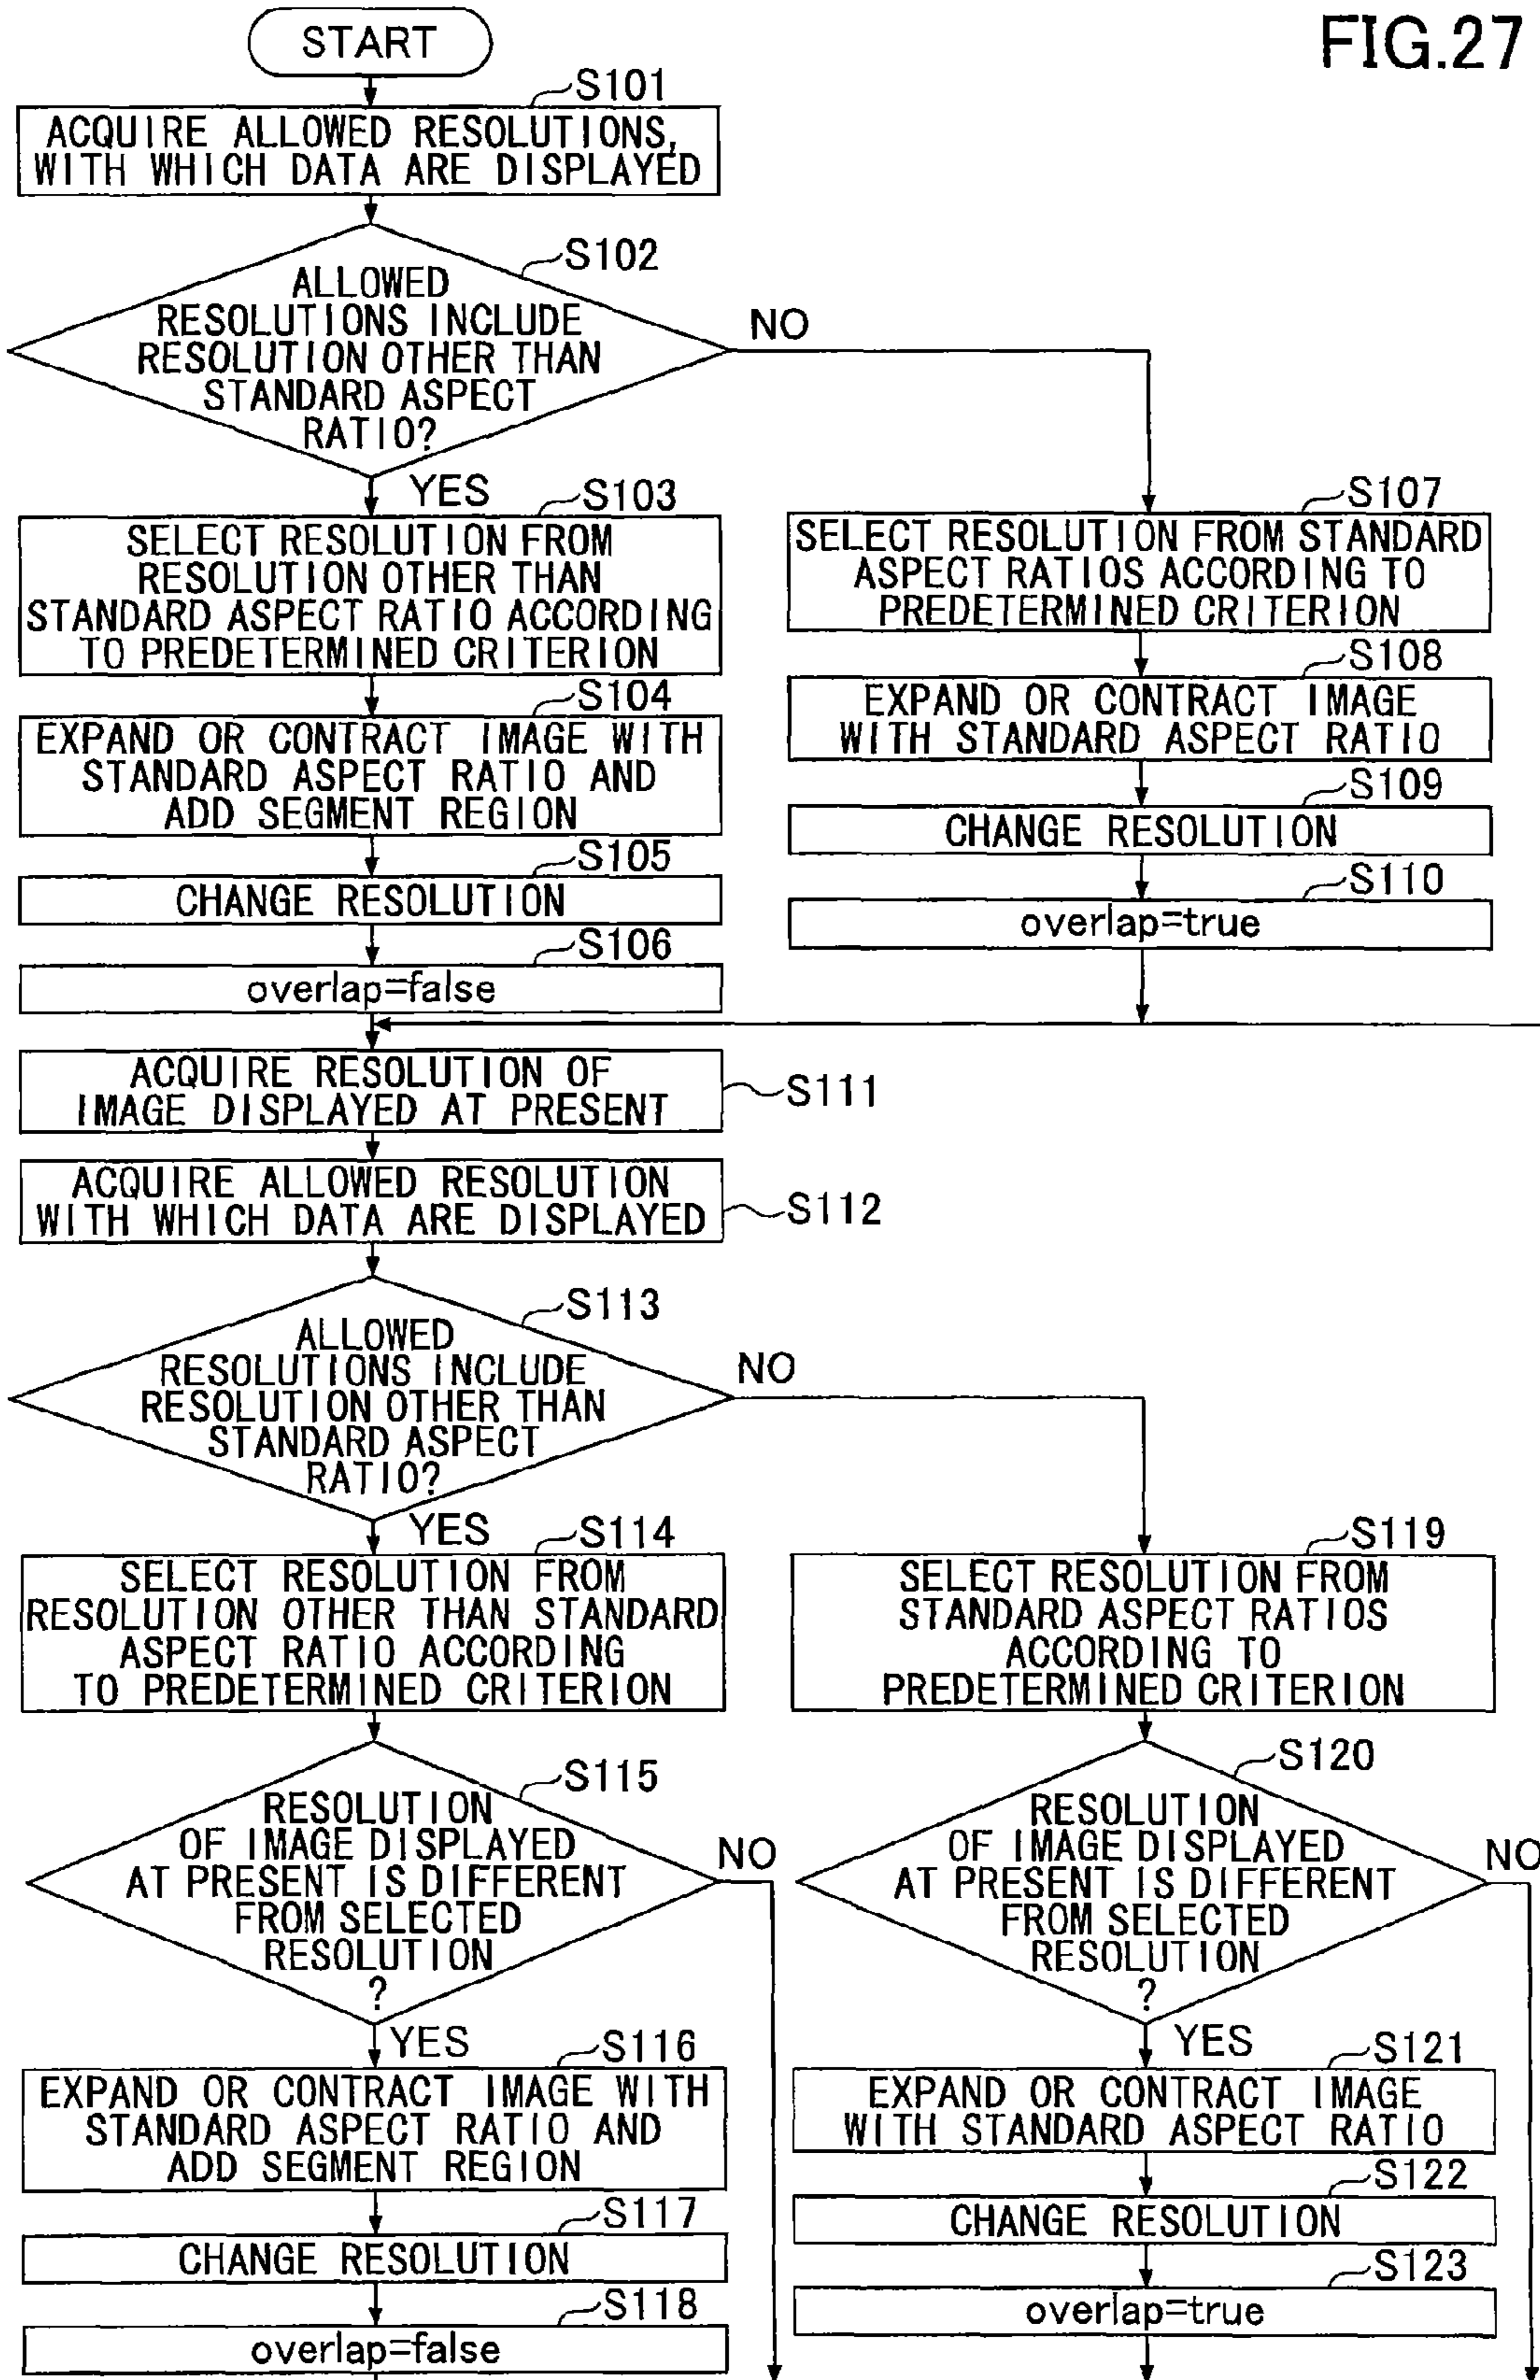 FIG.27
START
S101
ACQUIRE ALLOWED RESOLUTIONS,
WITH WHICH DATA ARE DISPLAYED
S102
ALLOWED
RESOLUTIONS INCLUDE
RESOLUTION OTHER THAN
STANDARD ASPECT
RATIO?
NO
YES
S103
SELECT RESOLUTION FROM
RESOLUTION OTHER THAN
STANDARD ASPECT RATIO ACCORDING
TO PREDETERMINED CRITERION
S104
EXPAND OR CONTRACT IMAGE WITH
STANDARD ASPECT RATIO AND
ADD SEGMENT REGION
S105
CHANGE RESOLUTION
S106
overlap=false
S107
SELECT RESOLUTION FROM STANDARD
ASPECT RATIOS ACCORDING TO
PREDETERMINED CRITERION
S108
EXPAND OR CONTRACT IMAGE
WITH STANDARD ASPECT RATIO
S109
CHANGE RESOLUTION
S110
overlap=true
ACQUIRE RESOLUTION OF
IMAGE DISPLAYED AT PRESENT
S111
ACQUIRE ALLOWED RESOLUTION
WITH WHICH DATA ARE DISPLAYED
S112
S113
ALLOWED
RESOLUTIONS INCLUDE
RESOLUTION OTHER THAN
STANDARD ASPECT
RATIO?
NO
YES
S114
SELECT RESOLUTION FROM
RESOLUTION OTHER THAN STANDARD
ASPECT RATIO ACCORDING
TO PREDETERMINED CRITERION
S115
RESOLUTION
OF IMAGE DISPLAYED
AT PRESENT IS DIFFERENT
FROM SELECTED
RESOLUTION
?
NO
YES
S116
EXPAND OR CONTRACT IMAGE WITH
STANDARD ASPECT RATIO AND
ADD SEGMENT REGION
S117
CHANGE RESOLUTION
S118
overlap=false
S119
SELECT RESOLUTION FROM
STANDARD ASPECT RATIOS
ACCORDING TO
PREDETERMINED CRITERION
S120
RESOLUTION
OF IMAGE DISPLAYED
AT PRESENT IS DIFFERENT
FROM SELECTED
RESOLUTION
?
NO
YES
S121
EXPAND OR CONTRACT IMAGE
WITH STANDARD ASPECT RATIO
S122
CHANGE RESOLUTION
S123
overlap=true